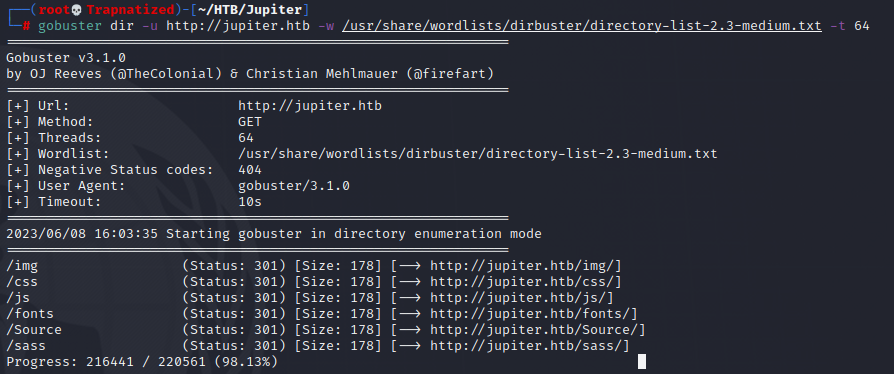 ┌──(root💀Trapnatized)-[~/HTB/Jupiter]
└─# gobuster dir -u http://jupiter.htb -w /usr/share/wordlists/dirbuster/directory-list-2.3-medium.txt -t 64
===============================================================
Gobuster v3.1.0
by OJ Reeves (@TheColonial) & Christian Mehlmauer (@firefart)
===============================================================
[+] Url:                     http://jupiter.htb
[+] Method:                  GET
[+] Threads:                 64
[+] Wordlist:                /usr/share/wordlists/dirbuster/directory-list-2.3-medium.txt
[+] Negative Status codes:   404
[+] User Agent:              gobuster/3.1.0
[+] Timeout:                 10s
===============================================================
2023/06/08 16:03:35 Starting gobuster in directory enumeration mode
===============================================================
/img                  (Status: 301) [Size: 178] [--> http://jupiter.htb/img/]
/css                  (Status: 301) [Size: 178] [--> http://jupiter.htb/css/]
/js                   (Status: 301) [Size: 178] [--> http://jupiter.htb/js/]
/fonts                (Status: 301) [Size: 178] [--> http://jupiter.htb/fonts/]
/Source               (Status: 301) [Size: 178] [--> http://jupiter.htb/Source/]
/sass                 (Status: 301) [Size: 178] [--> http://jupiter.htb/sass/]
Progress: 216441 / 220561 (98.13%)